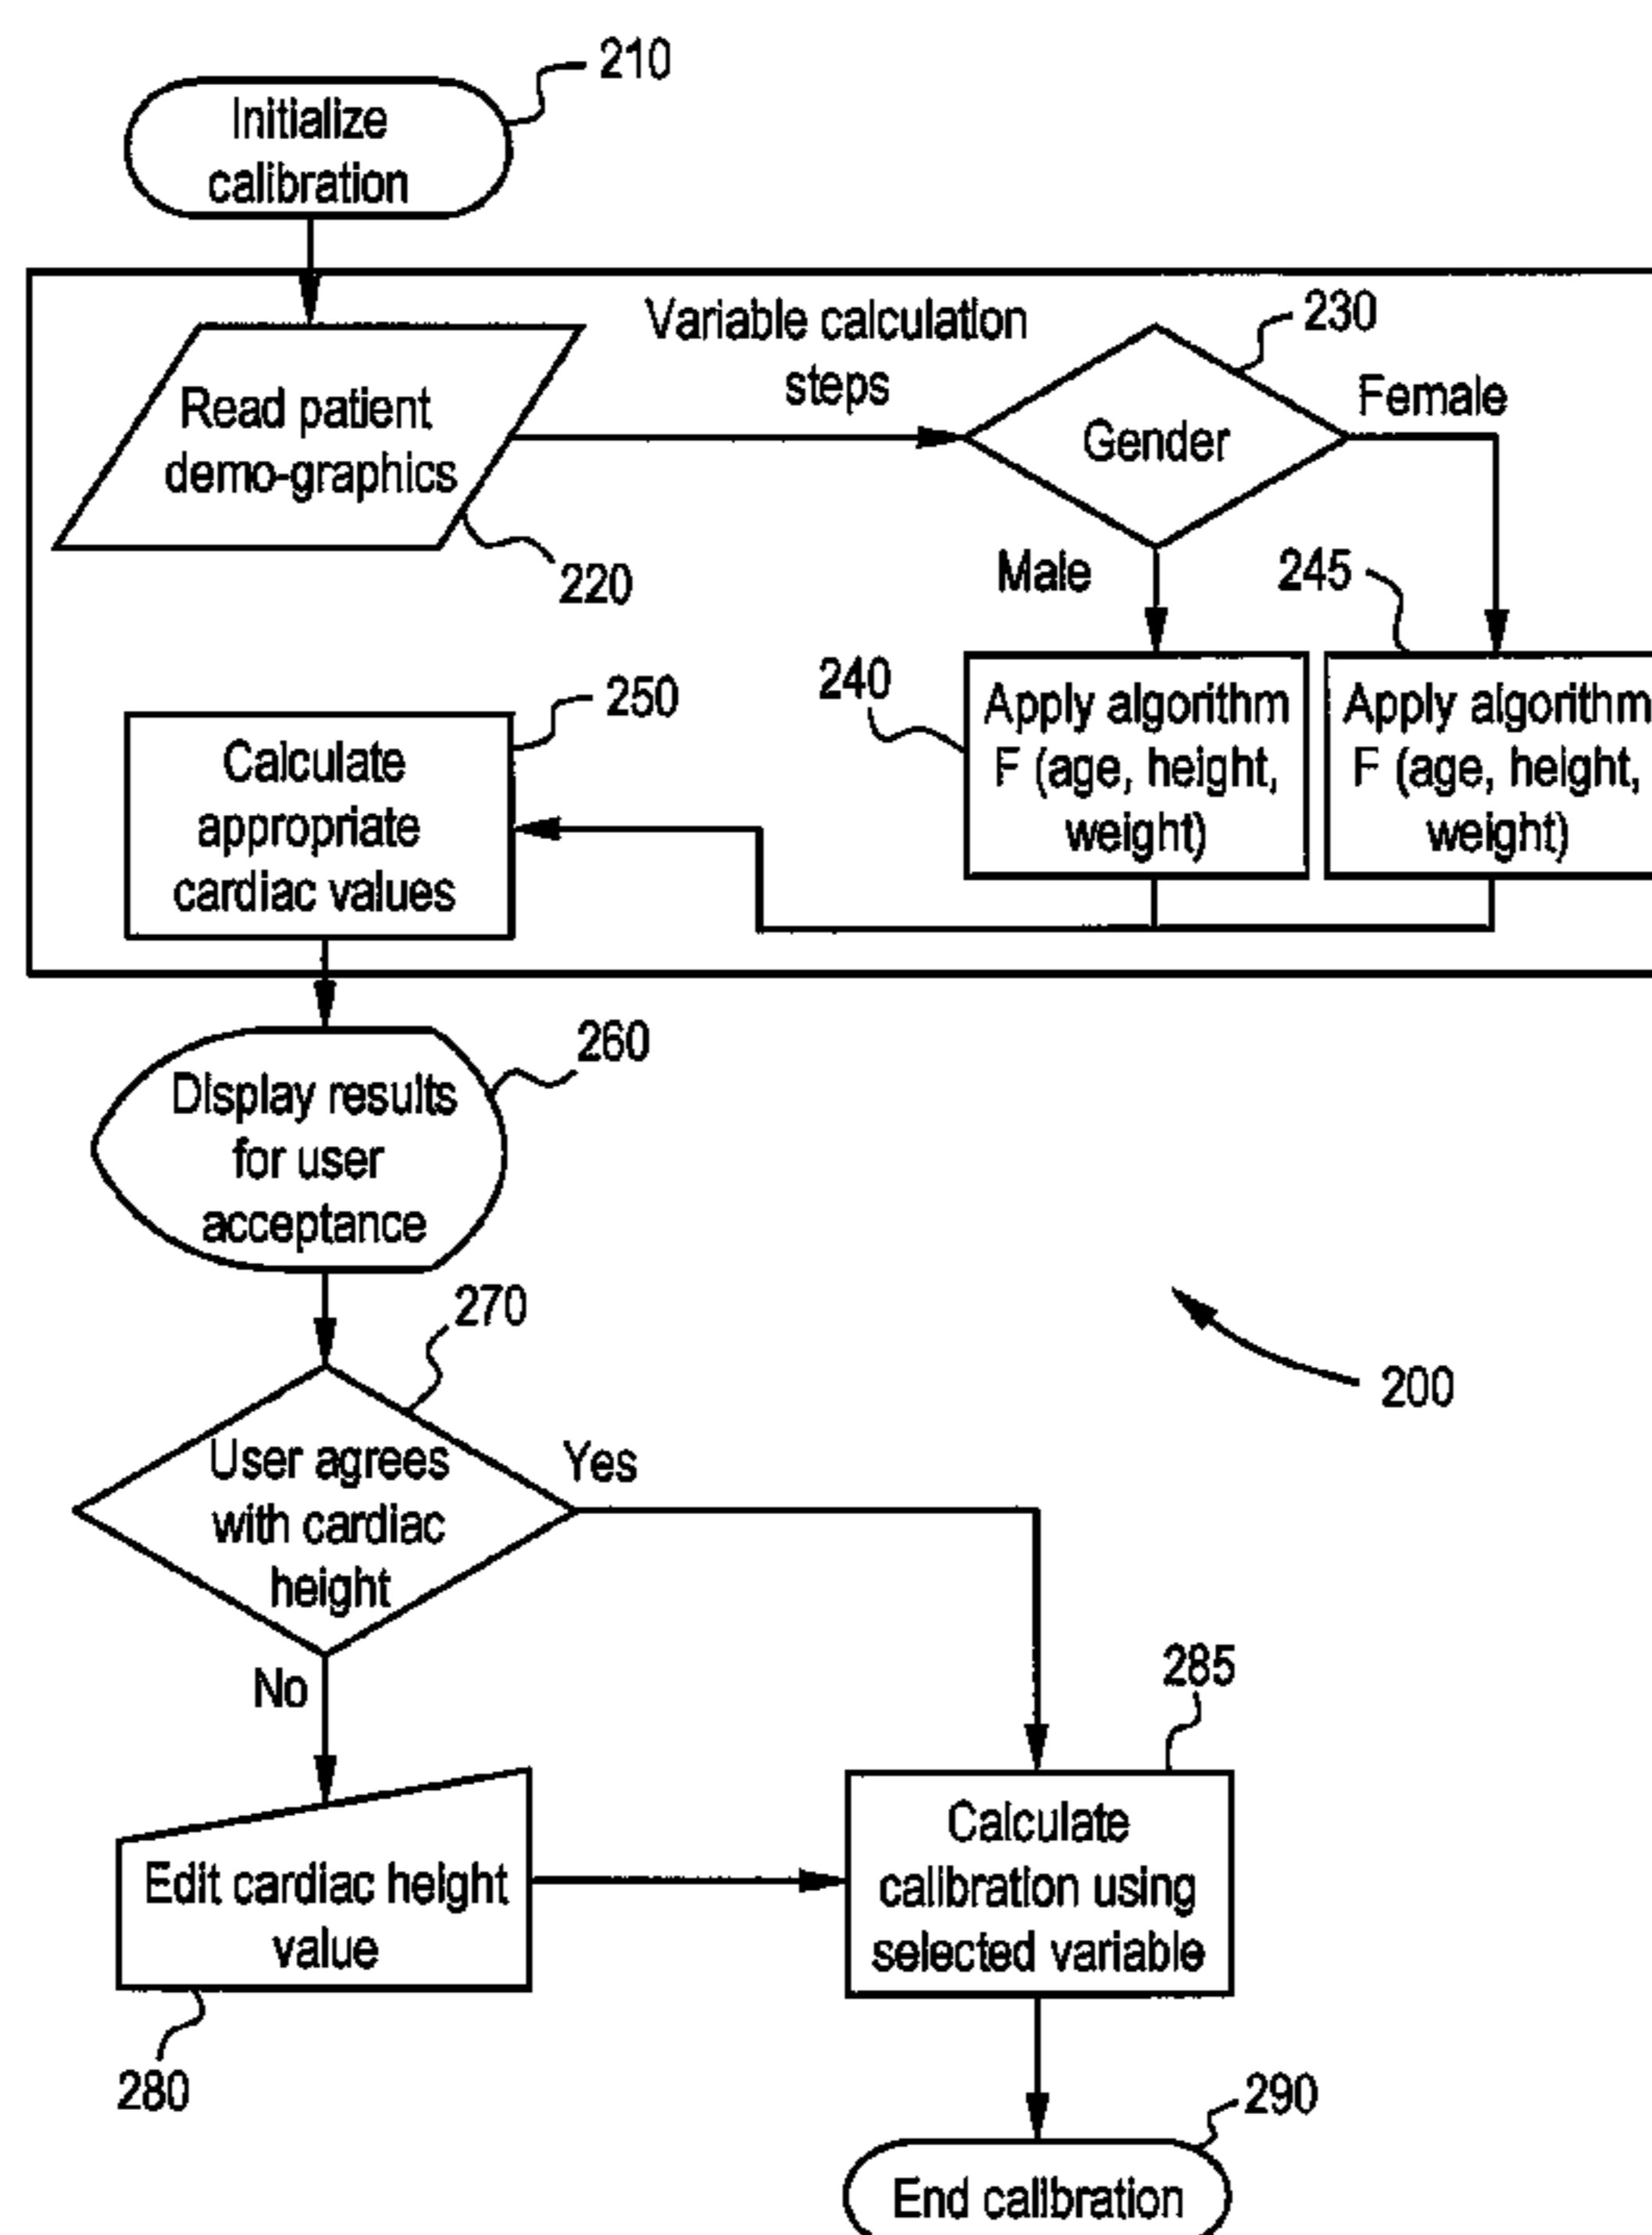 210
Initialize
calibration
Variable calculation
steps
230
Female
Read patient
demo-graphics
Gender
220
Male
245
240
250
Apply algorithm
F (age, height,
weight)
Apply algorithm
F (age, height,
weight)
Calculate
appropriate
cardiac values
260
Display results
for user
acceptance
270
200
User agrees
with cardiac
height
Yes
No
285
Calculate
calibration using
selected variable
Edit cardiac height
value
280
290
End calibration